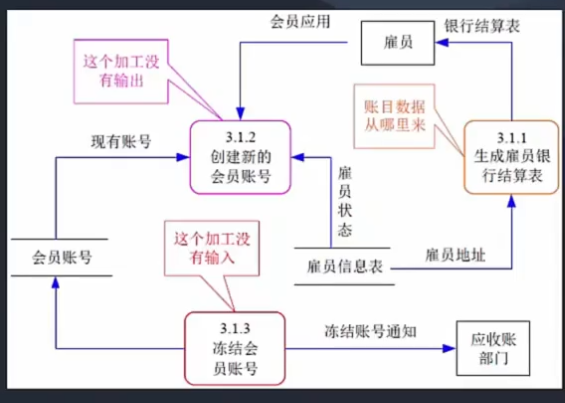 会员应用
雇员
银行结算表
这个加工没
有输出
账目数据
从哪里来
现有账号
3.1.2
创建新的
会员账号
3.1.1
生成雇员银
行结算表
雇
员
状
态
这个加工没
有输入
会员账号
雇员信息表
雇员地址
3.1.3
冻结会
员账号
冻结账号通知
应收账
部门